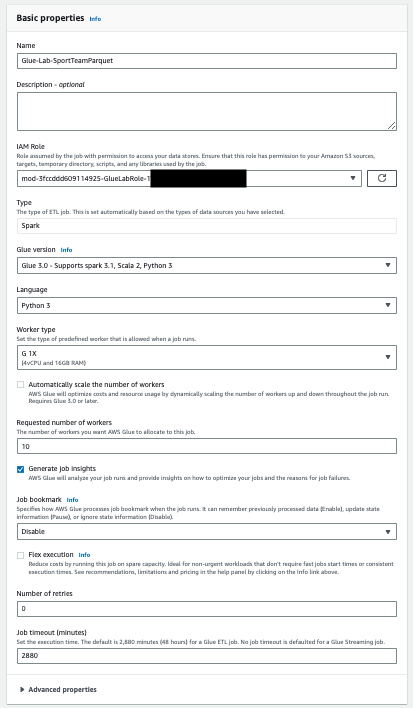 Basic properties Info
Name
Glue-Lab-SportTeamParquet
Description - optional
IAM Role
Role assumed by the job with permission to access your data stores. Ensure that this role has permission to your Amazon S3 sources,
targets, temporary directory, scripts, and any libraries used by the job.
mod-3fccddd609114925-GlueLabRole-1
Type
The type of ETL job. This is set automatically based on the types of data sources you have selected.
Spark
Glue version Info
Glue 3.0 - Supports spark 3.1, Scala 2, Python 3
Language
Python 3
Worker type
Set the type of predefined worker that is allowed when a job runs.
G 1X
(4vCPU and 16GB RAM)
Automatically scale the number of workers
AWS Glue will optimize costs and resource usage by dynamically scaling the number of workers up and down throughout the job run.
Requires Glue 3.0 or later.
Requested number of workers
The number of workers you want AWS Glue to allocate to this job.
10
Generate job insights
AWS Glue will analyze your job runs and provide insights on how to optimize your jobs and the reasons for job failures.
Job bookmark Info
Specifies how AWS Glue processes job bookmark when the job runs. It can remember previously processed data (Enable), update state
information (Pause), or ignore state information (Disable).
Disable
Flex execution Info
Reduce costs by running this job on spare capacity. Ideal for non-urgent workloads that don't require fast jobs start times or consistent
execution times. See recommendations, limitations and pricing in the help panel by clicking on the Info link above.
Number of retries
0
Job timeout (minutes)
Set the execution time. The default is 2,880 minutes (48 hours) for a Glue ETL job. No job timeout is defaulted for a Glue Streaming job.
2880
Advanced properties